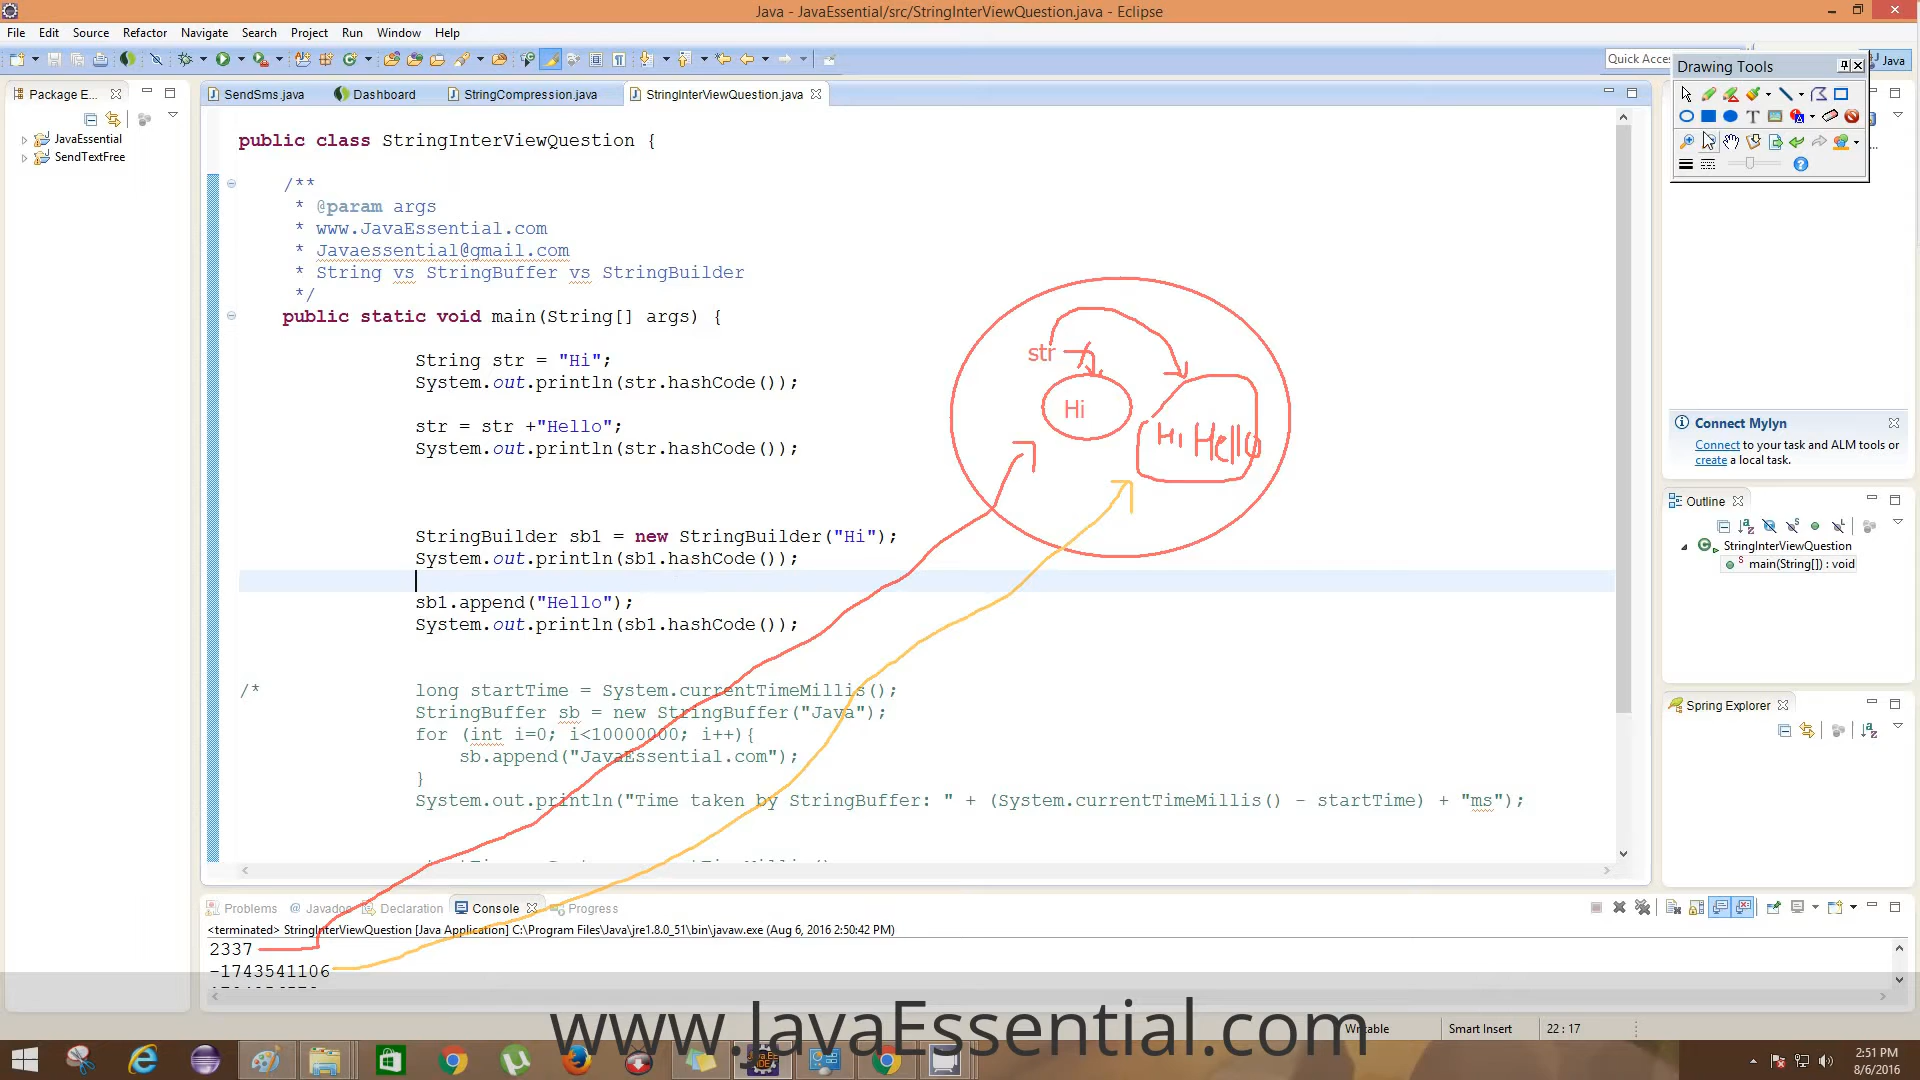 Java - JavaEssential/src/StringInterViewQuestion.java - Eclipse
File Edit Source Refactor Navigate Search Project Run Window Help
Quick Acces
Java
Drawing Tools
Package E...
JavaEssential
SendTextFree
SendSms.java Dashboard StringCompression.java StringInterViewQuestion.java
public class StringInterViewQuestion {
/**
* @param args
* www.JavaEssential.com
* Javaessential@gmail.com
* String vs StringBuffer vs StringBuilder
*/
public static void main(String[] args) {
String str = "Hi";
System.out.println(str.hashCode());
str = str +"Hello";
System.out.println(str.hashCode());
StringBuilder sb1 = new StringBuilder("Hi");
System.out.println(sb1.hashCode());
sb1.append("Hello");
System.out.println(sb1.hashCode());
/* long startTime = System.currentTimeMillis();
StringBuffer sb = new StringBuffer("Java");
for (int i=0; i<10000000; i++){
sb.append("JavaEssential.com");
}
System.out.println("Time taken by StringBuffer: " + (System.currentTimeMillis() - startTime) + "ms");
str
Hi
Hi Hello
Connect Mylyn
Connect to your task and ALM tools or
create a local task.
Outline
StringInterViewQuestion
main(String[]) : void
Spring Explorer
Problems @ Javadoc Declaration Console Progress
<terminated> StringInterViewQuestion [Java Application] C:\Program Files\Java\jre1.8.0_51\bin\javaw.exe (Aug 6, 2016 2:50:42 PM)
2337
-1743541106
www.JavaEssential.com
Smart Insert 22 : 17
2:51 PM
8/6/2016